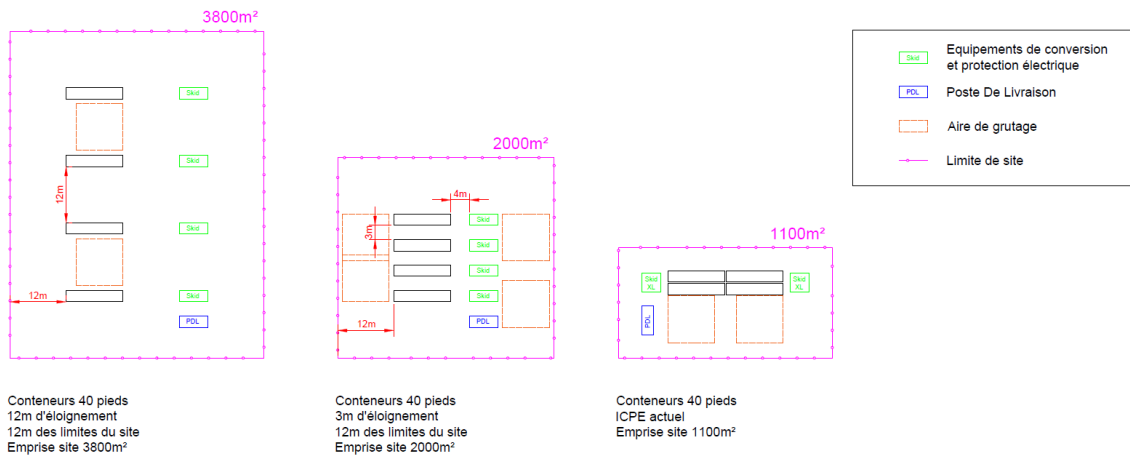 3800m²
Skid
Skid
12m
Skid
12m
Skid
PDL
Conteneurs 40 pieds
12m d'éloignement
12m des limites du site
Emprise site 3800m²
2000m²
4m
Skid
3m
Skid
Skid
12m
Skid
PDL
Conteneurs 40 pieds
3m d'éloignement
12m des limites du site
Emprise site 2000m²
1100m²
Skid
XL
Skid
XL
PDL
Conteneurs 40 pieds
ICPE actuel
Emprise site 1100m²
Skid
Equipements de conversion
et protection électrique
PDL
Poste De Livraison
Aire de grutage
Limite de site